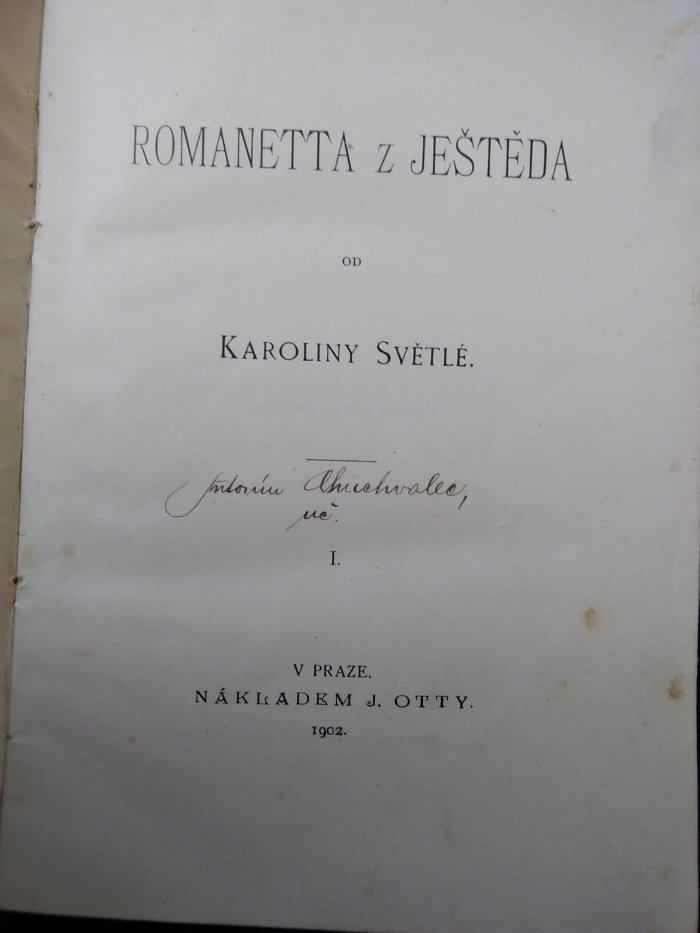 ROMANETTA Z JEŠTĚDA
OD
KAROLINY SVĚTLÉ.
Antonín Chuchvalec,
uč.
I.
V PRAZE.
NÁKLADEM J. OTTY.
1902.